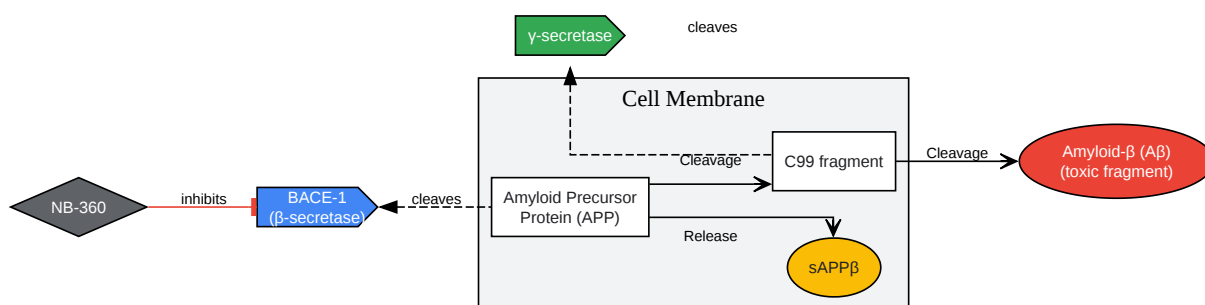 γ-secretase
cleaves
Cell Membrane
Cleavage
C99 fragment
Cleavage
Amyloid-β (Aβ)
(toxic fragment)
NB-360
inhibits
BACE-1
(β-secretase)
cleaves
Amyloid Precursor
Protein (APP)
Release
sAPPβ